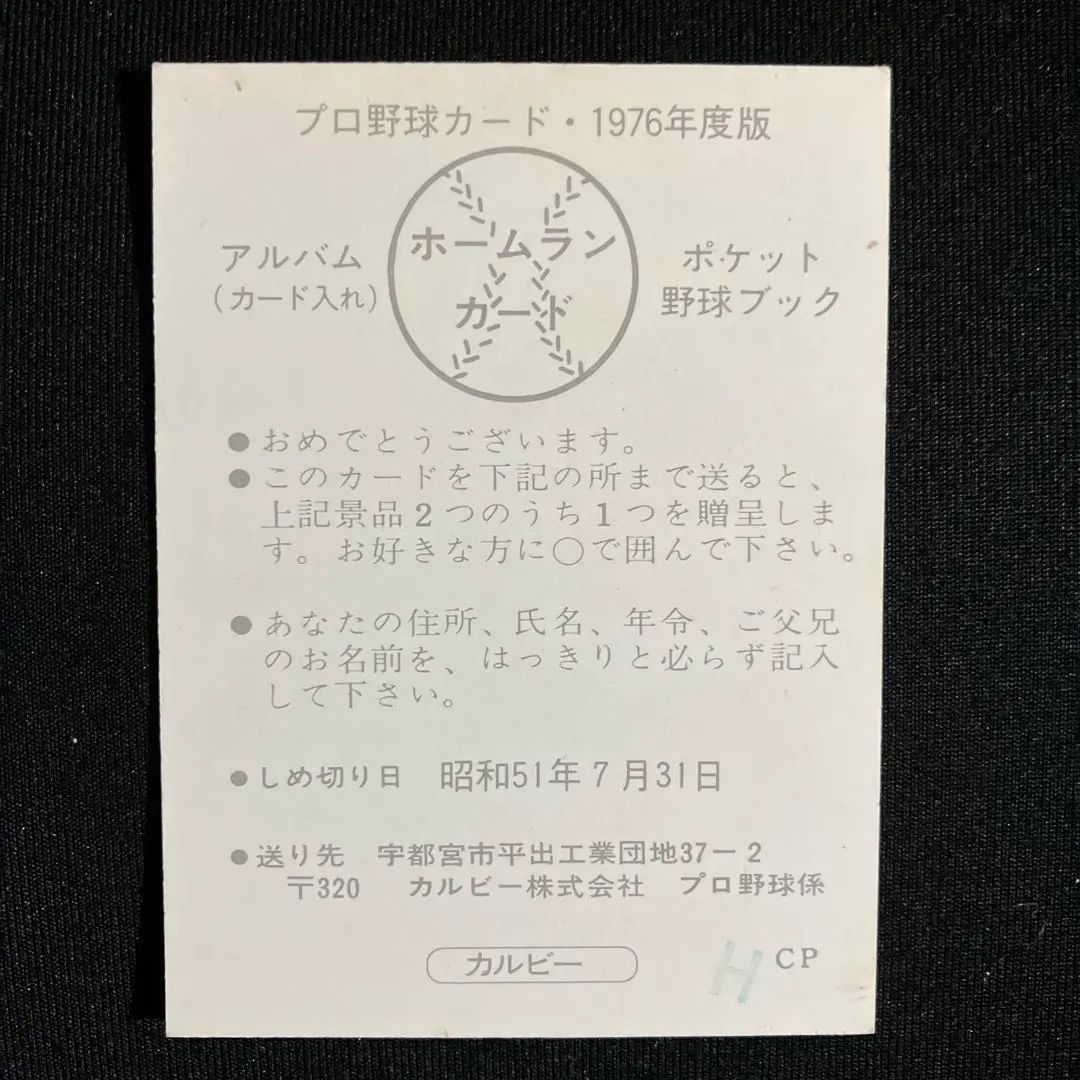 プロ野球カード・1976年度版
アルバム
(カード入れ)
ホームラン
カード
ポケット
野球ブック
●おめでとうございます。
●このカードを下記の所まで送ると、
上記景品2つのうち1つを贈呈しま
す。お好きな方に○で囲んで下さい。
●あなたの住所、氏名、年令、ご父兄
のお名前を、はっきりと必らず記入
して下さい。
●しめ切り日 昭和51年7月31日
●送り先 宇都宮市平出工業団地37-2
〒320 カルビー株式会社 プロ野球係
カルビー
H CP